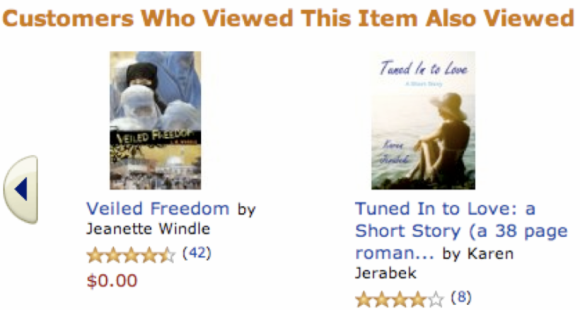 Customers Who Viewed This Item Also Viewed
VEILED FREEDOM
Tuned In to Love
A Short Story
Karen
Jerabek
Veiled Freedom by
Jeanette Windle
(42)
$0.00
Tuned In to Love: a
Short Story (a 38 page
roman... by Karen
Jerabek
(8)